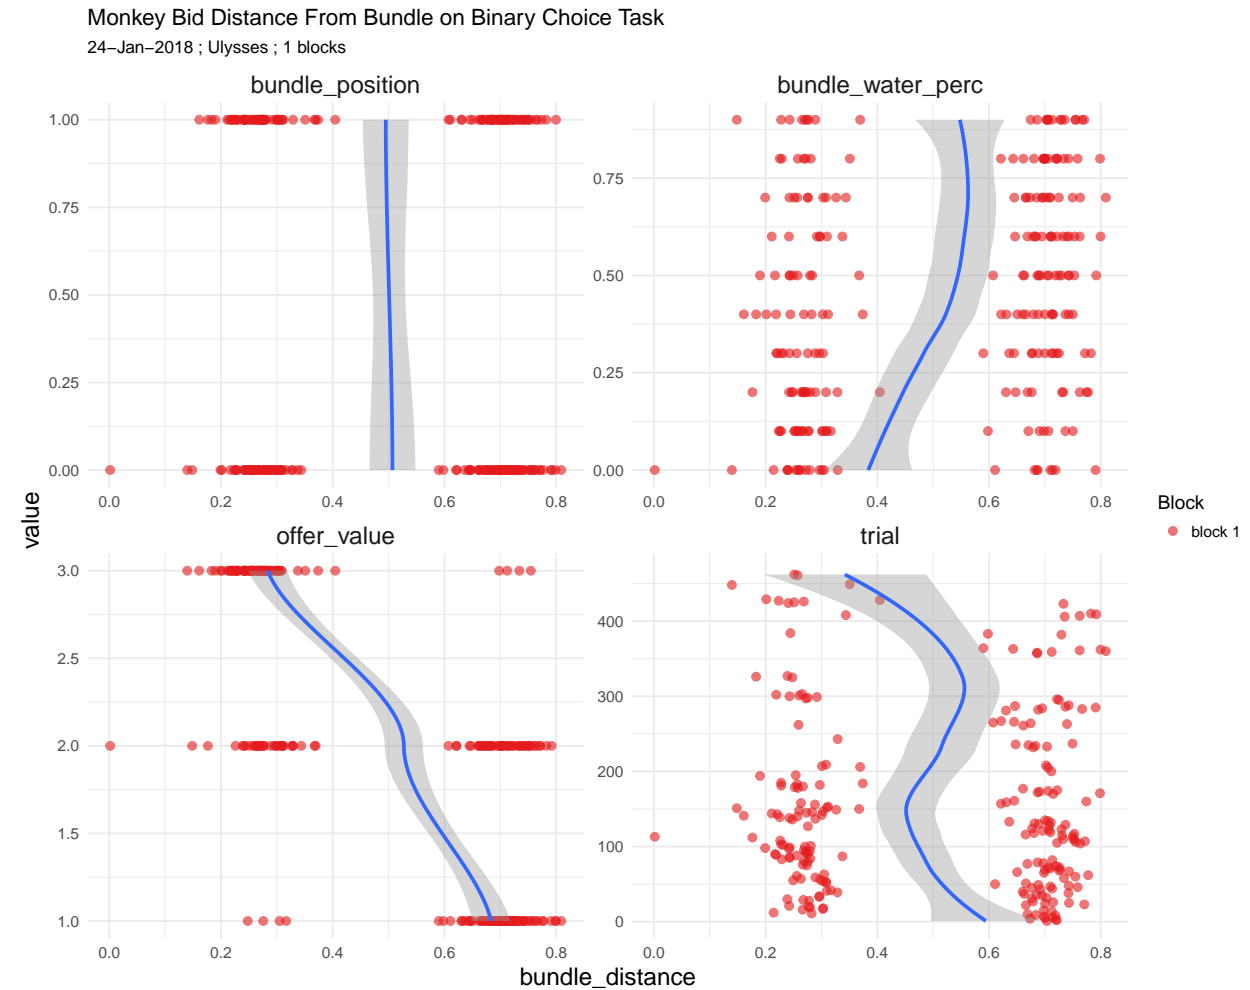 Monkey Bid Distance From Bundle on Binary Choice Task
24−Jan−2018 ; Ulysses ; 1 blocks
bundle_position
bundle_water_perc
1.00
0.75
0.50
0.25
0.00
0.75
0.50
0.25
0.00
0.0 0.2 0.4 0.6 0.8
0.0 0.2 0.4 0.6 0.8
value
offer_value
trial
3.0
2.5
2.0
1.5
1.0
400
300
200
100
0
0.0 0.2 0.4 0.6 0.8
0.0 0.2 0.4 0.6 0.8
bundle_distance
Block
block 1